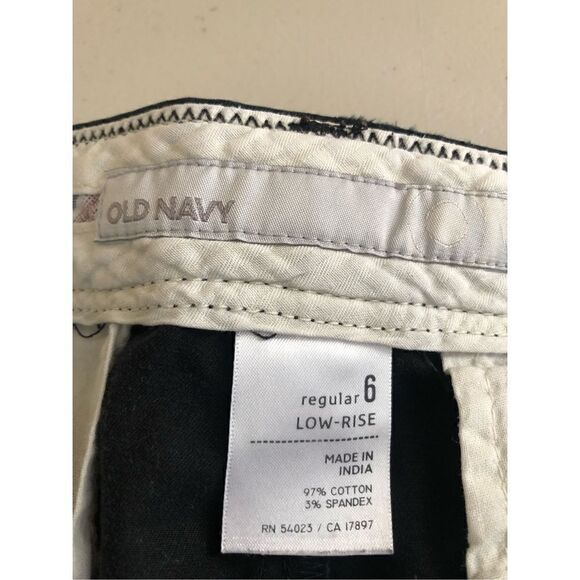 OLD NAVY
regular 6
LOW-RISE
MADE IN
INDIA
97% COTTON
3% SPANDEX
RN 54023 / CA 17897